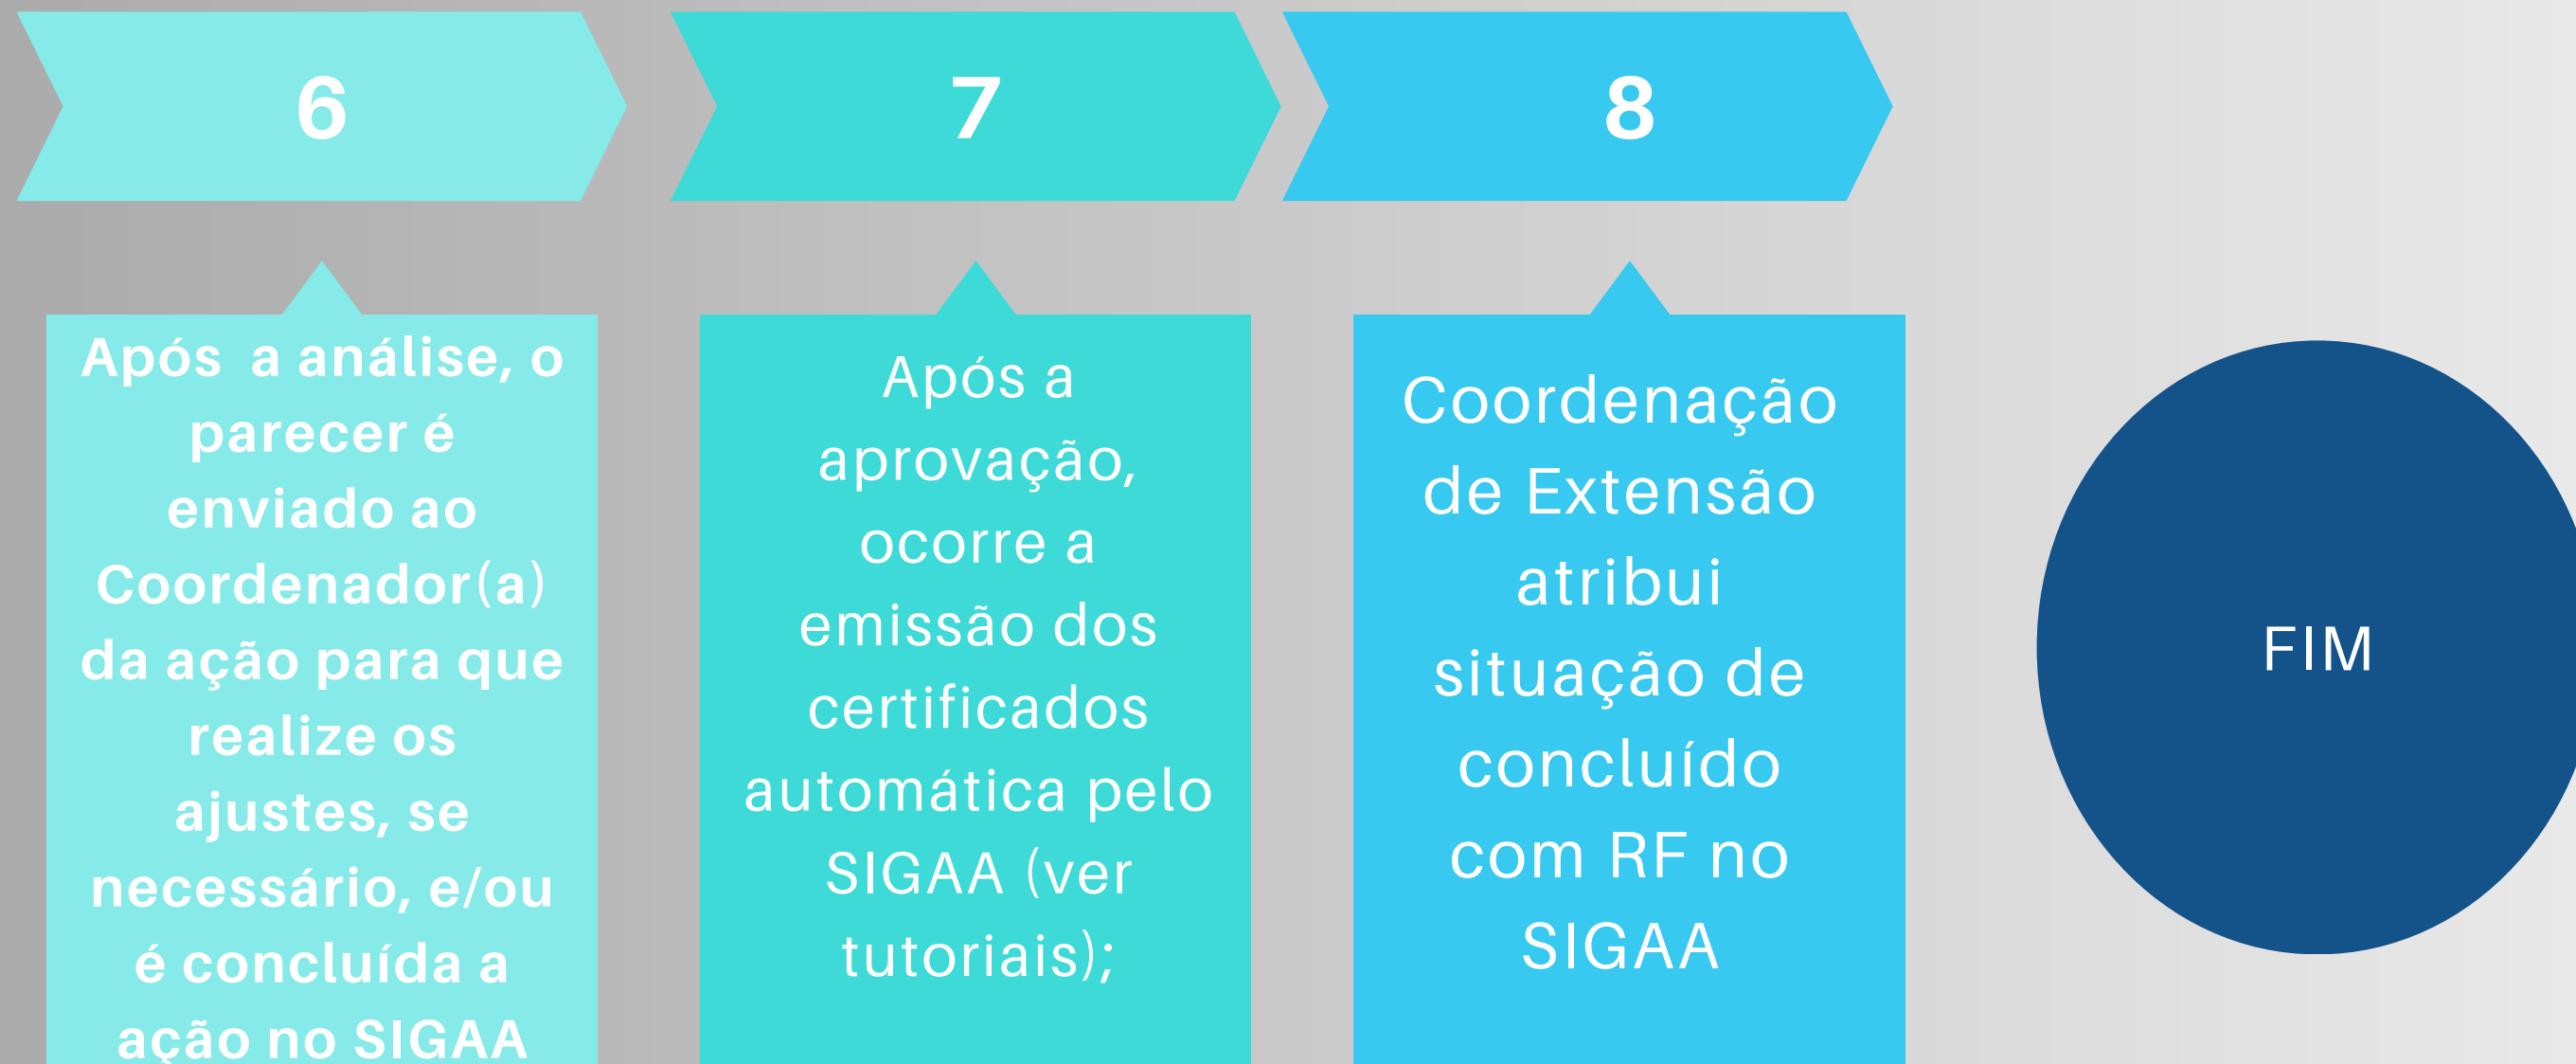 6
7
8
Após a análise, o
parecer é
enviado ao
Coordenador(a)
da ação para que
realize os
ajustes, se
necessário, e/ou
é concluída a
ação no SIGAA
Após a
aprovação,
ocorre a
emissão dos
certificados
automática pelo
SIGAA (ver
tutoriais);
Coordenação
de Extensão
atribui
situação de
concluído
com RF no
SIGAA
FIM